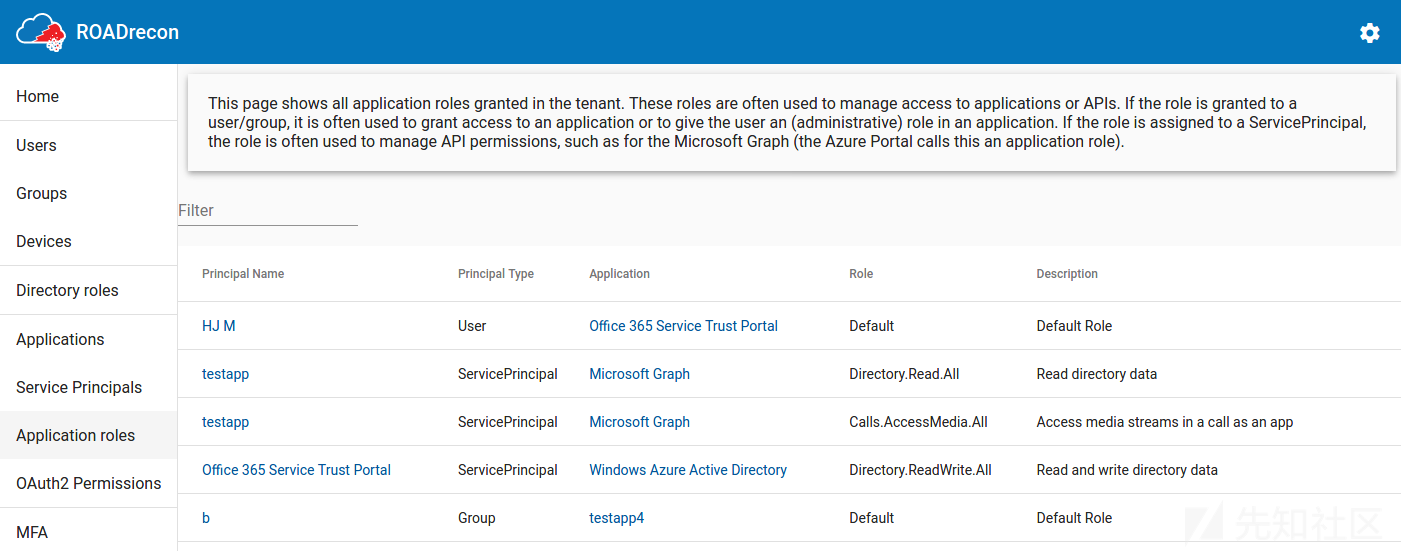 ROADrecon
Home
Users
Groups
Devices
Directory roles
Applications
Service Principals
Application roles
OAuth2 Permissions
MFA
This page shows all application roles granted in the tenant. These roles are often used to manage access to applications or APIs. If the role is granted to a
user/group, it is often used to grant access to an application or to give the user an (administrative) role in an application. If the role is assigned to a ServicePrincipal,
the role is often used to manage API permissions, such as for the Microsoft Graph (the Azure Portal calls this an application role).
Filter
Principal Name Principal Type Application Role Description
HJ M User Office 365 Service Trust Portal Default Default Role
testapp ServicePrincipal Microsoft Graph Directory.Read.All Read directory data
testapp ServicePrincipal Microsoft Graph Calls.AccessMedia.All Access media streams in a call as an app
Office 365 Service Trust Portal ServicePrincipal Windows Azure Active Directory Directory.ReadWrite.All Read and write directory data
b Group testapp4 Default Default Role
先知社区